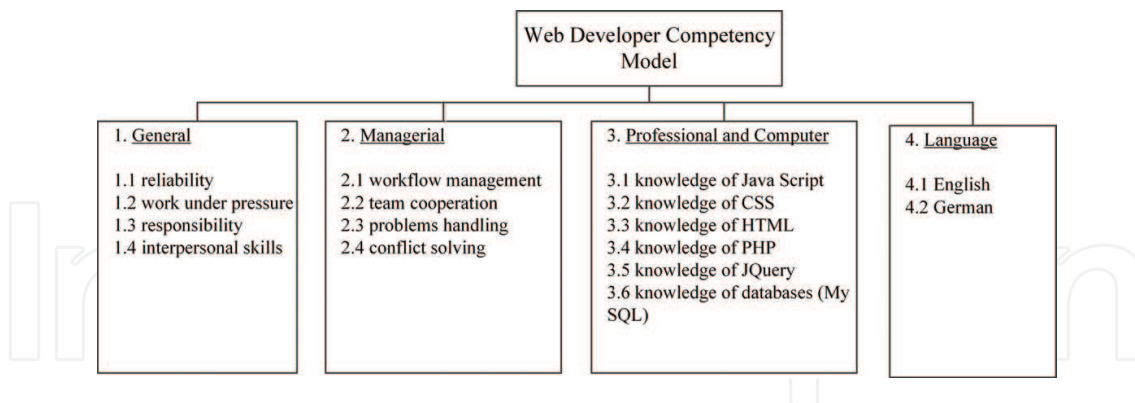 Web Developer Competency
Model
1. General
1.1 reliability
1.2 work under pressure
1.3 responsibility
1.4 interpersonal skills
2. Managerial
2.1 workflow management
2.2 team cooperation
2.3 problems handling
2.4 conflict solving
3. Professional and Computer
3.1 knowledge of Java Script
3.2 knowledge of CSS
3.3 knowledge of HTML
3.4 knowledge of PHP
3.5 knowledge of JQuery
3.6 knowledge of databases (My
SQL)
4. Language
4.1 English
4.2 German